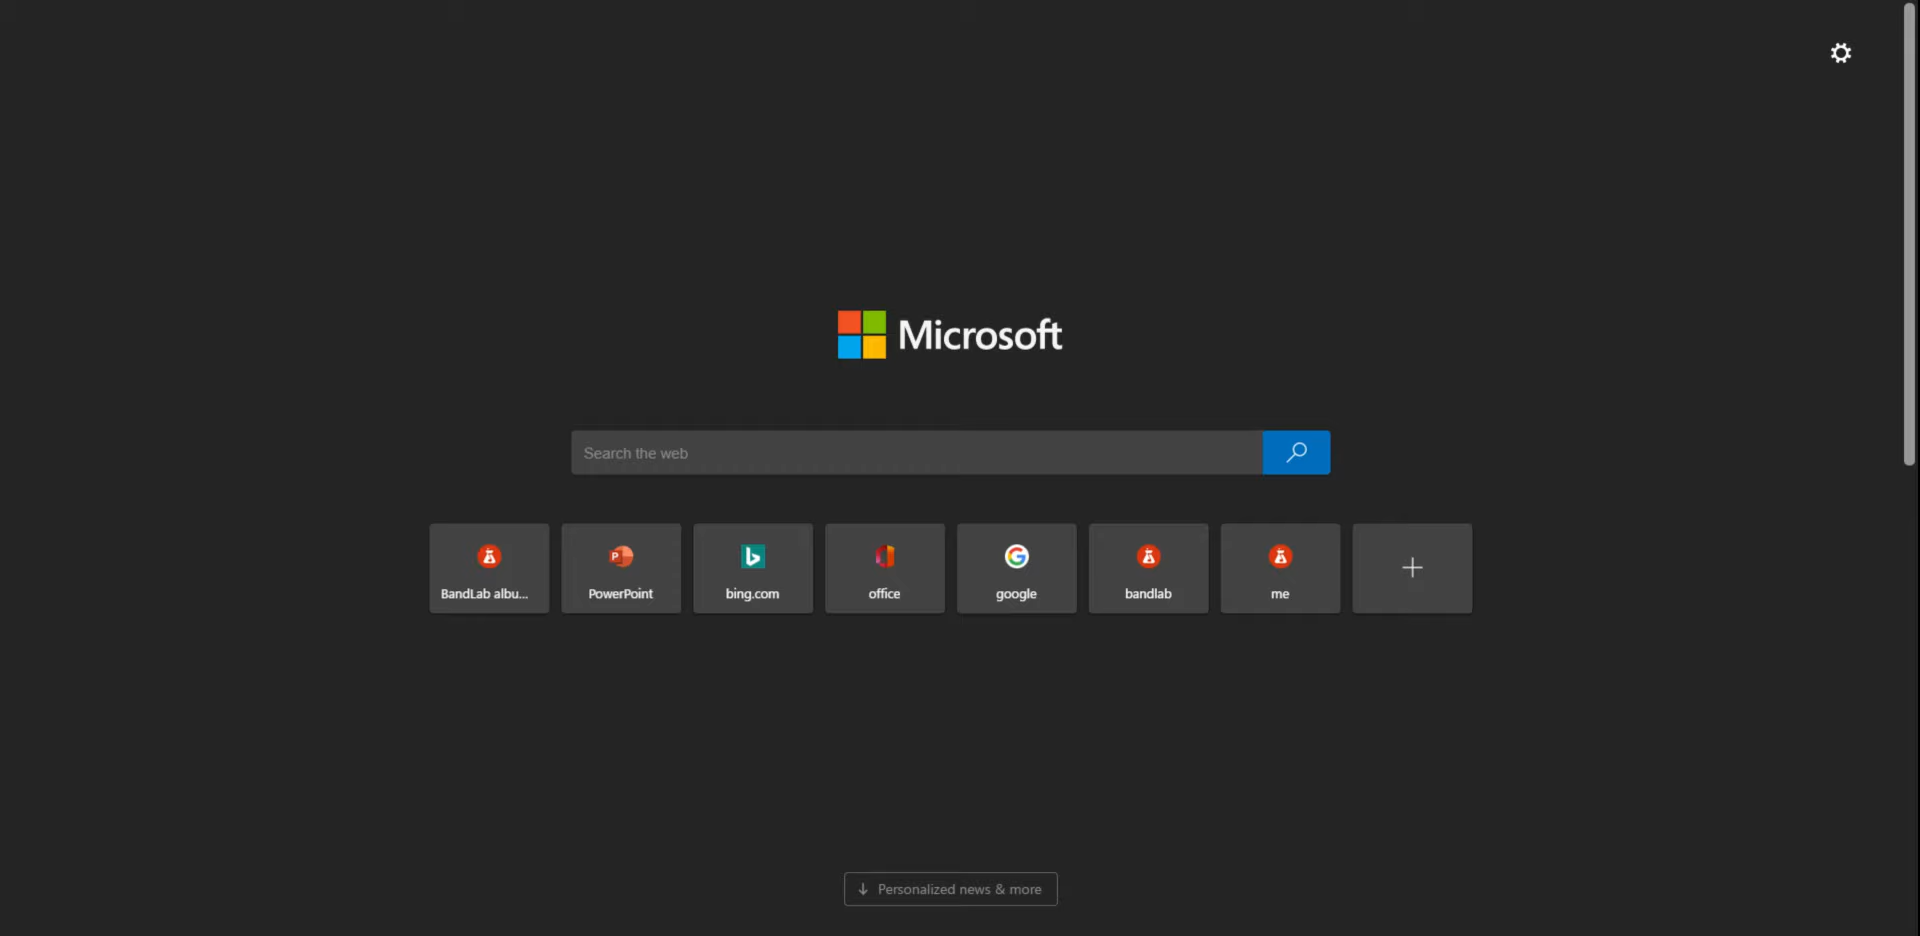 Microsoft
Search the web
BandLab albu...
PowerPoint
bing.com
office
google
bandlab
me
Personalized news & more